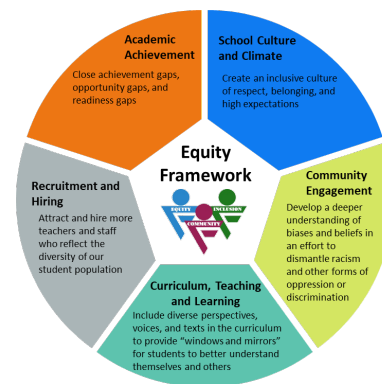 Academic
Achievement
Close achievement gaps,
opportunity gaps, and
readiness gaps
School Culture
and Climate
Create an inclusive culture
of respect, belonging, and
high expectations
Equity
Framework
EQUITY
INCLUSION
COMMUNITY
Recruitment and
Hiring
Attract and hire more
teachers and staff
who reflect the
diversity of our
student population
Community
Engagement
Develop a deeper
understanding of
biases and beliefs in
an effort to
dismantle racism
and other forms of
oppression or
discrimination
Curriculum, Teaching
and Learning
Include diverse perspectives,
voices, and texts in the curriculum
to provide “windows and mirrors”
for students to better understand
themselves and others